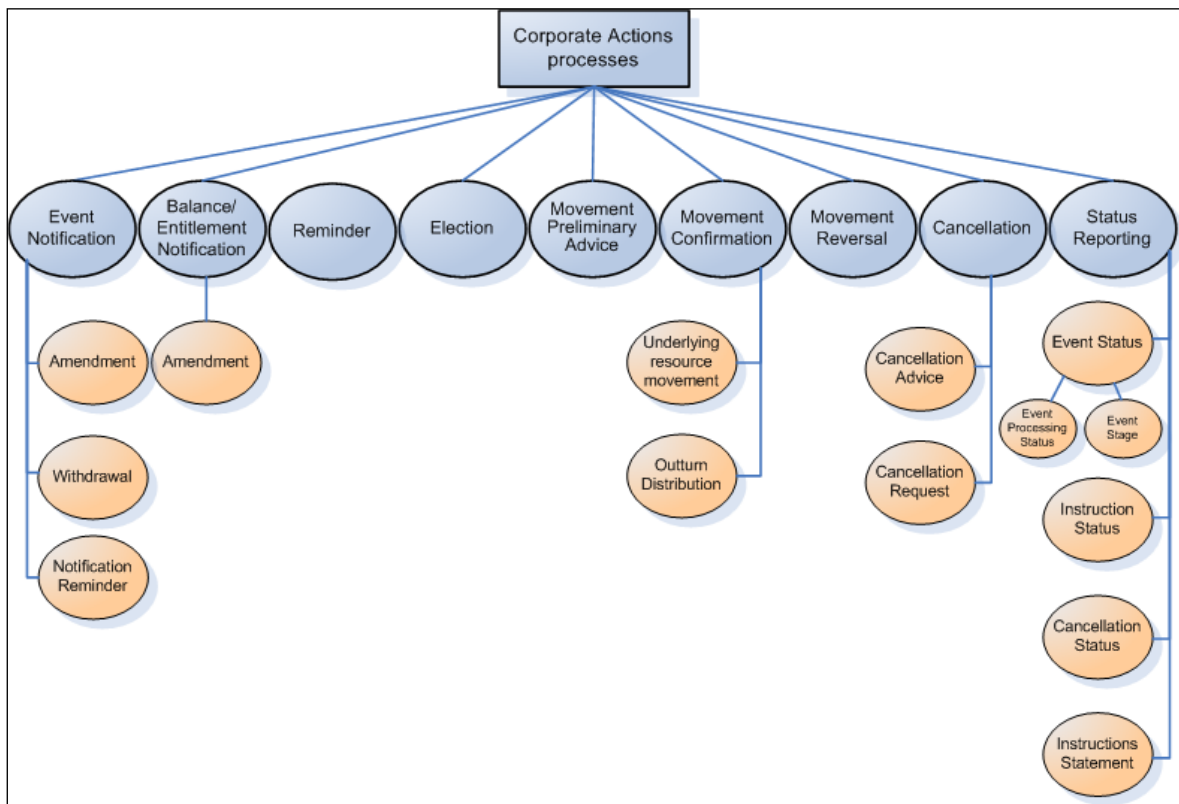 Corporate Actions
processes
Event
Notification
Balance/
Entitlement
Notification
Reminder
Election
Movement
Preliminary
Advice
Movement
Confirmation
Movement
Reversal
Cancellation
Status
Reporting
Amendment
Withdrawal
Notification
Reminder
Amendment
Underlying
resource
movement
Outturn
Distribution
Cancellation
Advice
Cancellation
Request
Event Status
Event
Processing
Status
Event
Stage
Instruction
Status
Cancellation
Status
Instructions
Statement